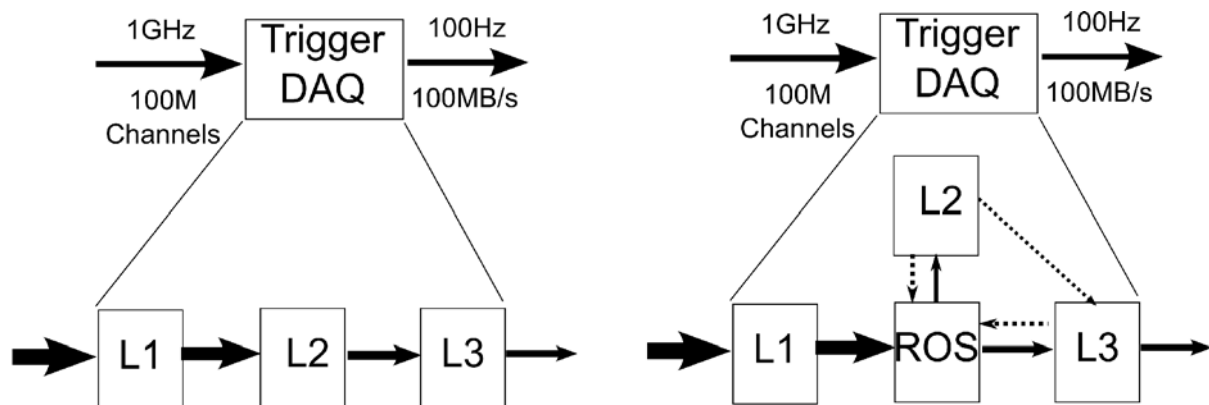 1GHz
100M
Channels
Trigger
DAQ
100Hz
100MB/s
L1
L2
L3
1GHz
100M
Channels
Trigger
DAQ
100Hz
100MB/s
L2
L1
ROS
L3